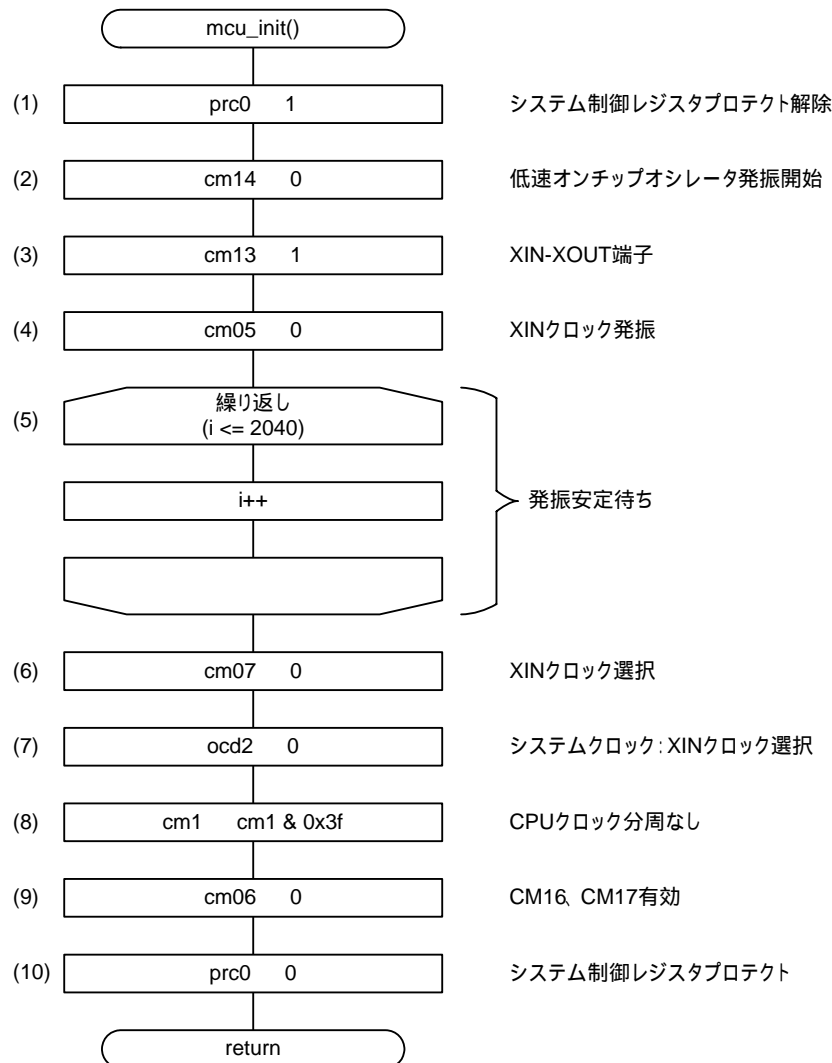 mcu_init()
(1) prc0 1 システム制御レジスタプロテクト解除
(2) cm14 0 低速オンチップオシレータ発振開始
(3) cm13 1 XIN-XOUT端子
(4) cm05 0 XINクロック発振
(5) 繰り返し
(i <= 2040)
i++ 発振安定待ち
(6) cm07 0 XINクロック選択
(7) ocd2 0 システムクロック:XINクロック選択
(8) cm1 cm1 & 0x3f CPUクロック分周なし
(9) cm06 0 CM16、CM17有効
(10) prc0 0 システム制御レジスタプロテクト
return